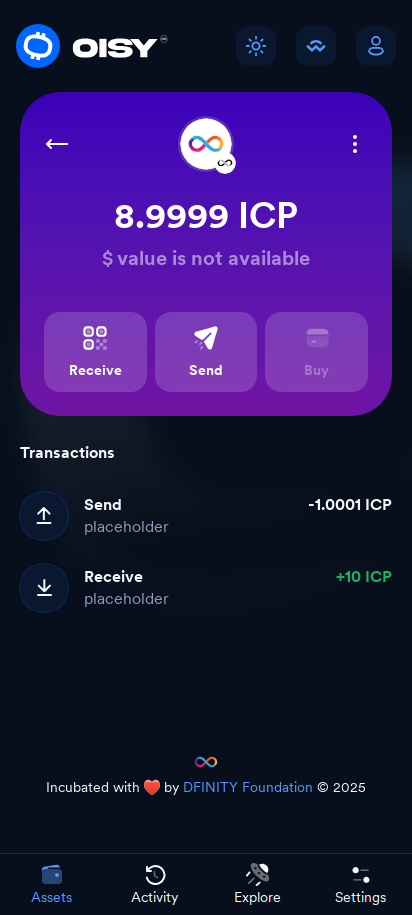 OISY
8.9999 ICP
$ value is not available
Receive
Send
Buy
Transactions
Send
-1.0001 ICP
placeholder
Receive
+10 ICP
placeholder
Incubated with ❤️ by DFINITY Foundation © 2025
Assets
Activity
Explore
Settings